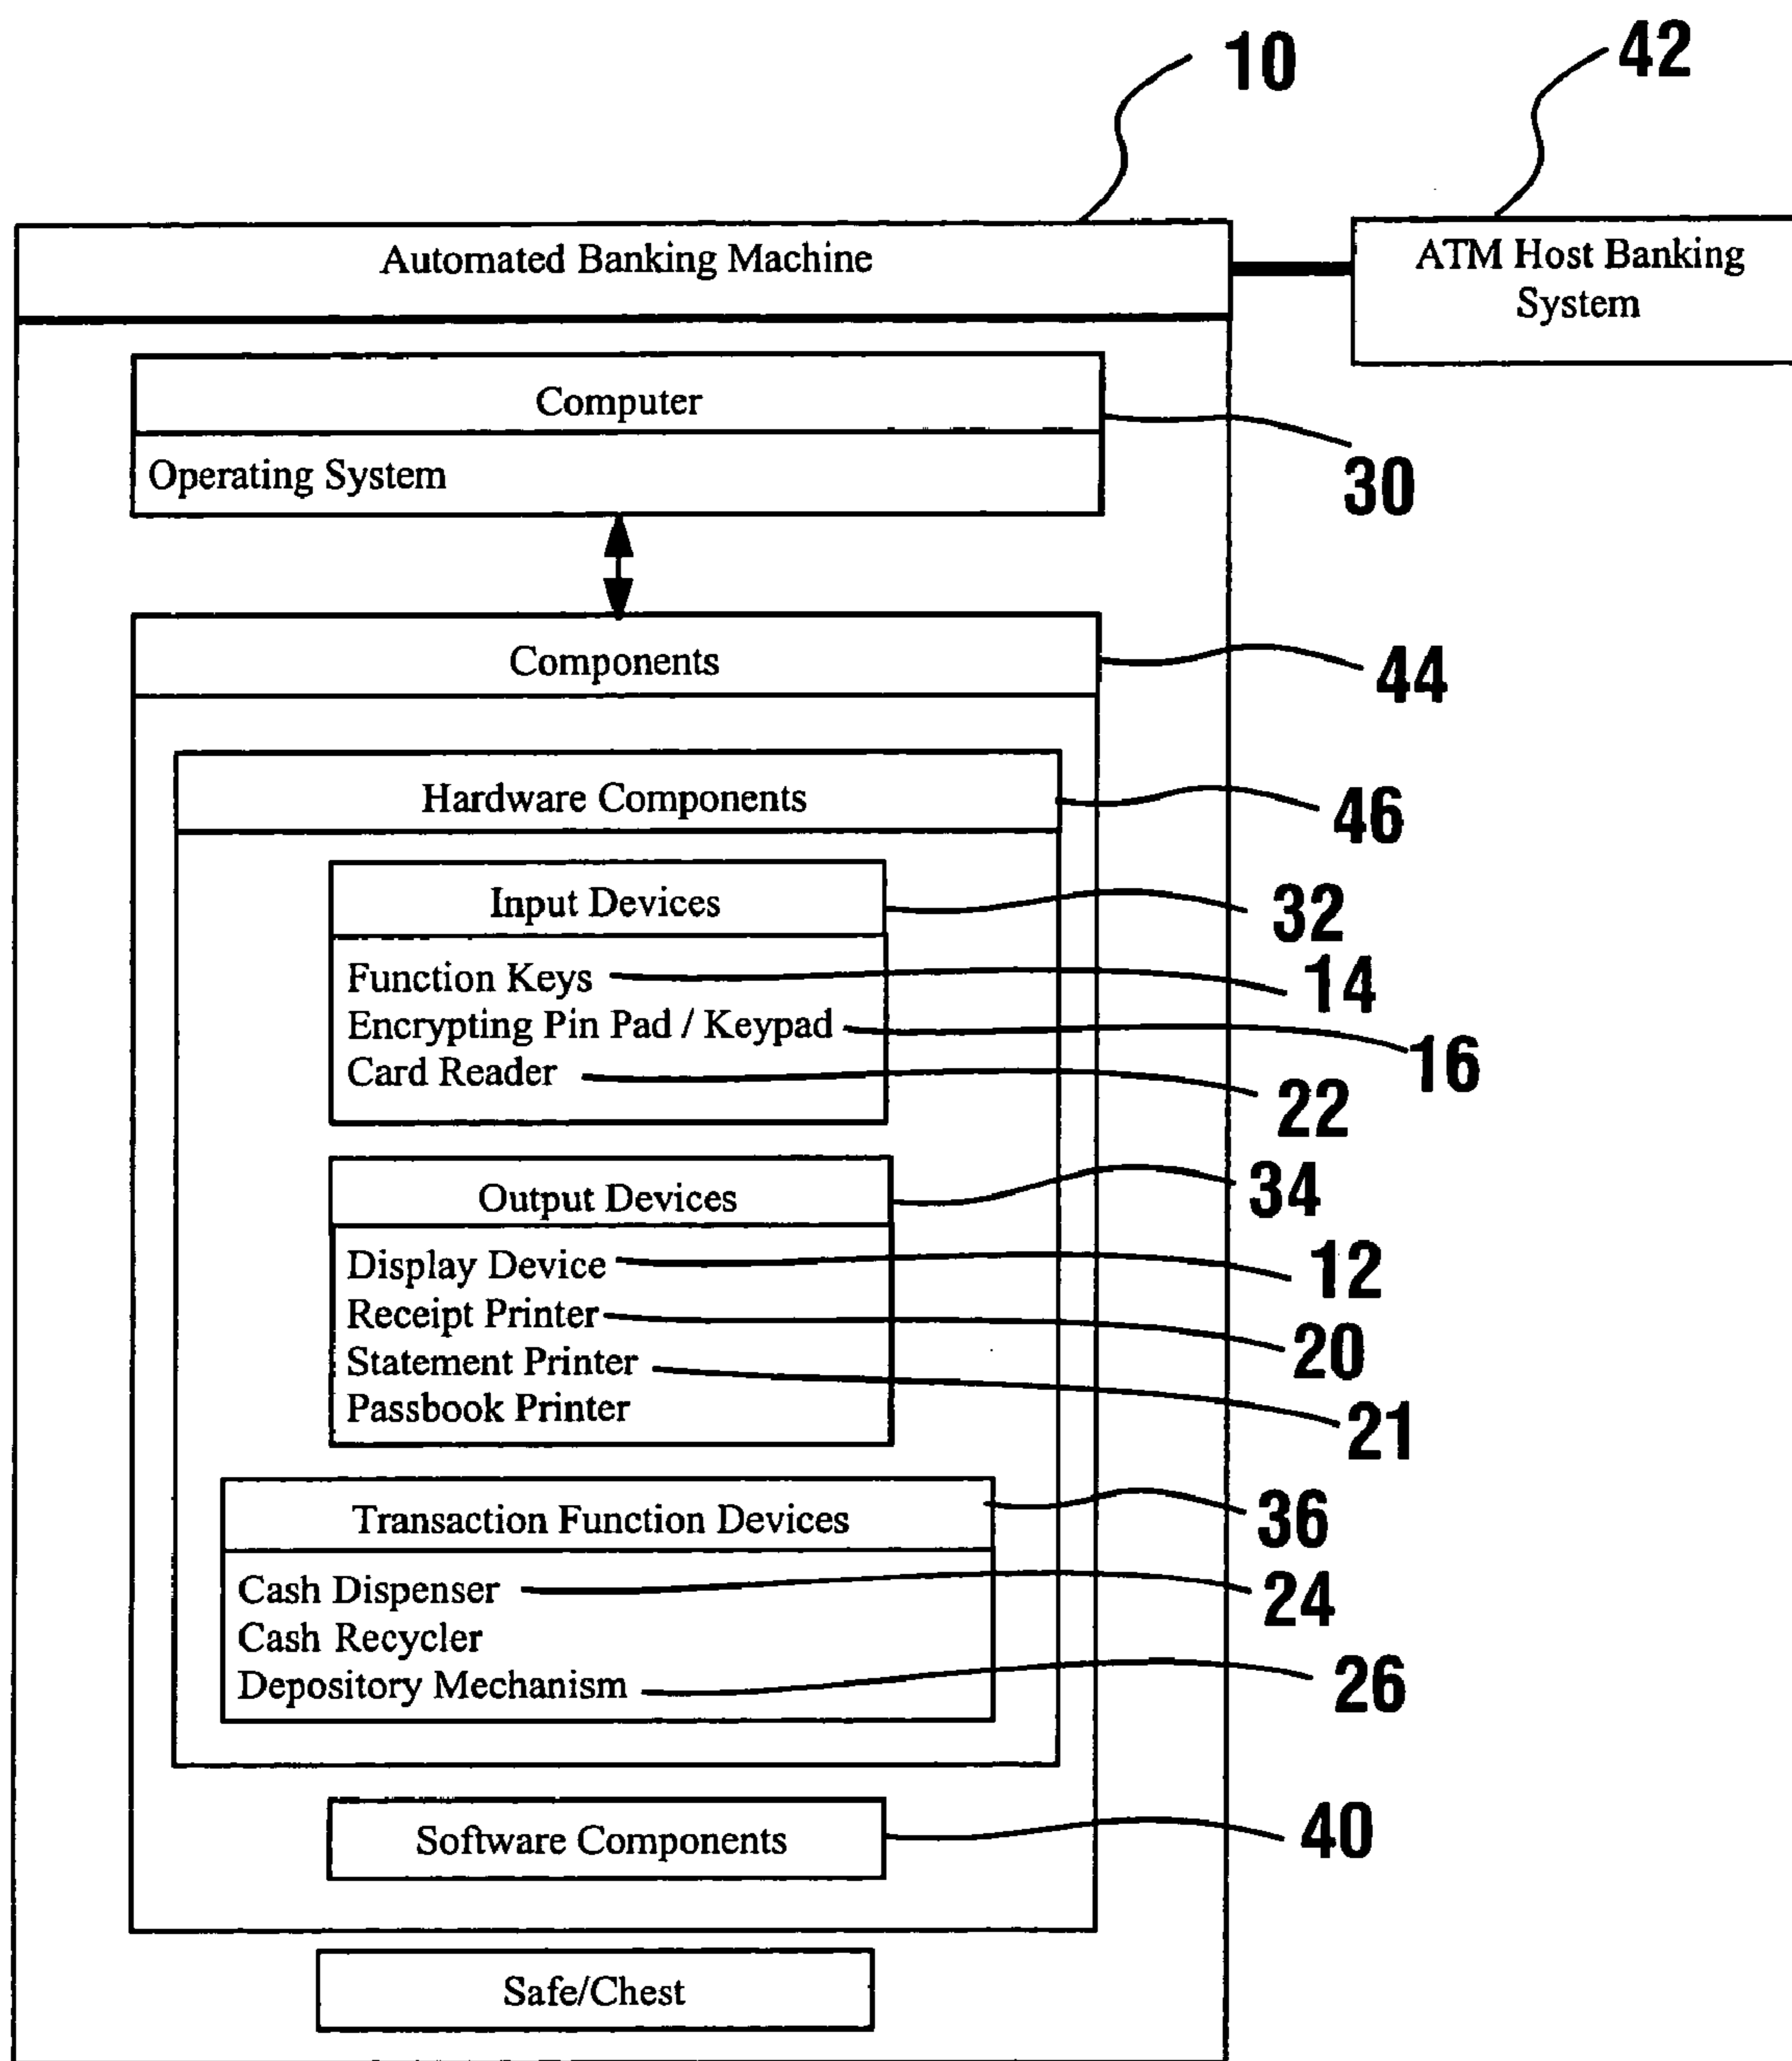 10
42
Automated Banking Machine
ATM Host Banking
System
Computer
30
Operating System
Components
44
Hardware Components
46
Input Devices
32
Function Keys
14
Encrypting Pin Pad / Keypad
16
Card Reader
22
Output Devices
34
Display Device
12
Receipt Printer
20
Statement Printer
21
Passbook Printer
Transaction Function Devices
36
Cash Dispenser
24
Cash Recycler
Depository Mechanism
26
Software Components
40
Safe/Chest